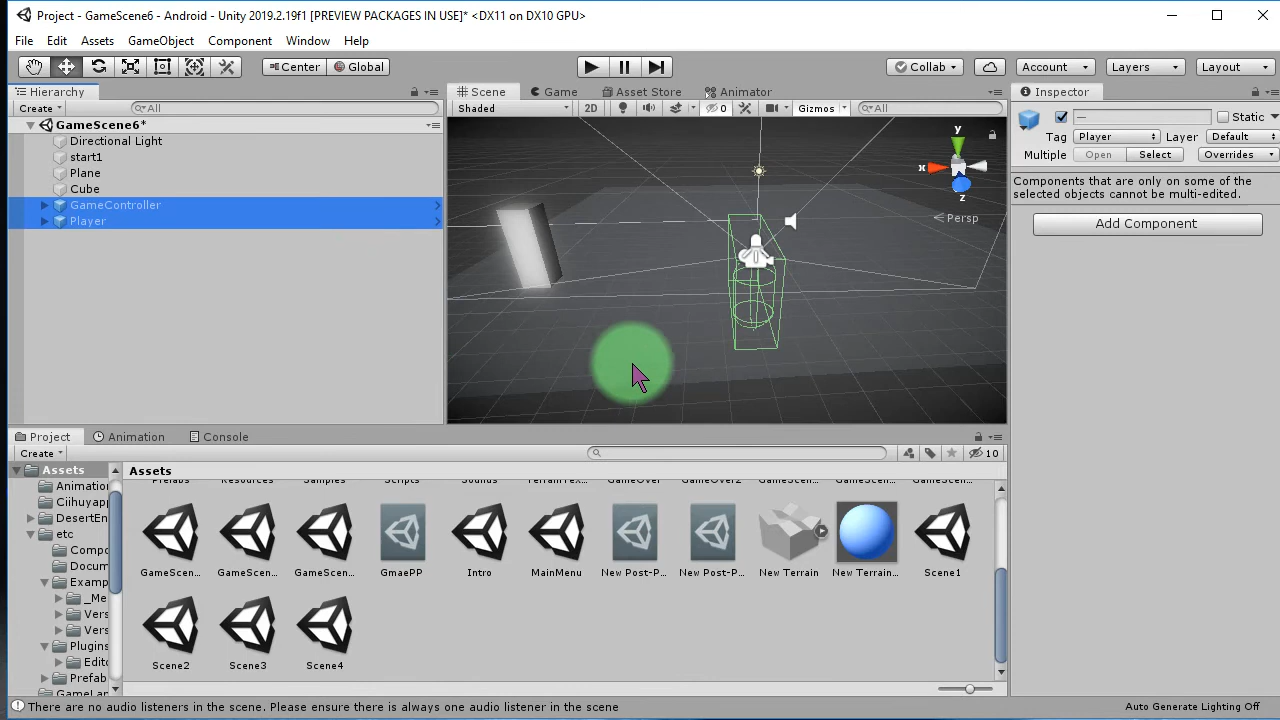 Project - GameScene6 - Android - Unity 2019.2.19f1 [PREVIEW PACKAGES IN USE]* <DX11 on DX10 GPU>
File Edit Assets GameObject Component Window Help
Center Global Collab Account Layers Layout
Hierarchy
Create All
GameScene6*
Directional Light
start1
Plane
Cube
GameController
Player
Scene Game Asset Store Animator
Shaded 2D 0 Gizmos All
y
x
z
Persp
Inspector
— Static
Tag Player Layer Default
Multiple Open Select Overrides
Components that are only on some of the
selected objects cannot be multi-edited.
Add Component
Project Animation Console
Create 10
Assets
Animation
Ciihuyapp
DesertEn
etc
Compo
Docum
Examp
_Me
Vers
Vers
Plugins
Edito
Prefab
Assets
Prefabs Resources Samples Scripts Sounds TerrainTex... GameOver GameOver2 GameScen... GameScen... GameScen...
GameScen... GameScen... GameScen... GmaePP Intro MainMenu New Post-P... New Post-P... New Terrain New Terrain... Scene1
Scene2 Scene3 Scene4
There are no audio listeners in the scene. Please ensure there is always one audio listener in the scene
Auto Generate Lighting Off